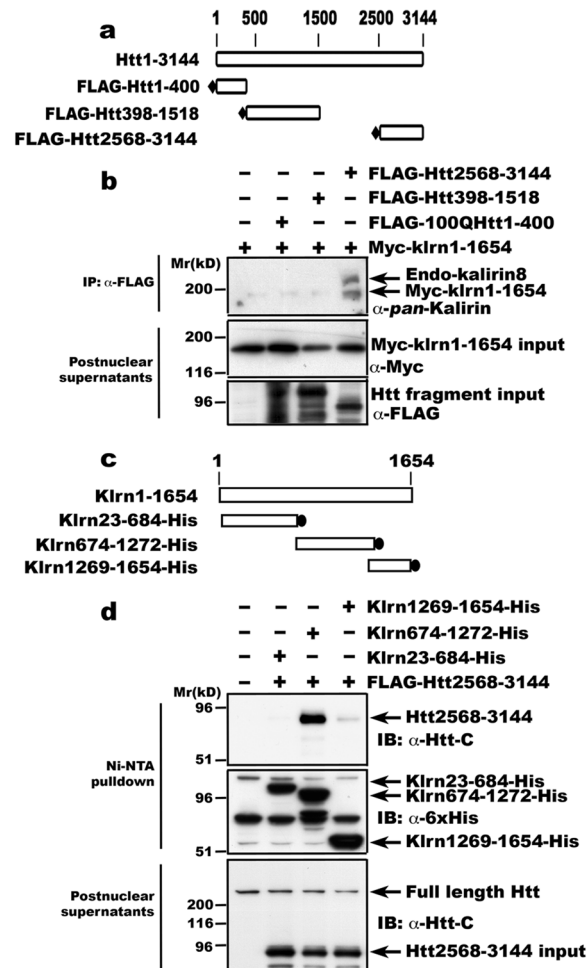 a
1 500 1500 2500 3144
Htt1-3144
FLAG-Htt1-400
FLAG-Htt398-1518
FLAG-Htt2568-3144
b
– – – + FLAG-Htt2568-3144
– – + – FLAG-Htt398-1518
– + – – FLAG-100QHtt1-400
+ + + + Myc-klrn1-1654
Mr(kD)
IP: α-FLAG
200
Endo-kalirin8
Myc-klrn1-1654
α-pan-Kalirin
Postnuclear
supernatants
200
116
Myc-klrn1-1654 input
α-Myc
96
Htt fragment input
α-FLAG
c
1 1654
Klrn1-1654
Klrn23-684-His
Klrn674-1272-His
Klrn1269-1654-His
d
– – – + Klrn1269-1654-His
– – + – Klrn674-1272-His
– + – – Klrn23-684-His
– + + + FLAG-Htt2568-3144
Mr(kD)
Ni-NTA
pulldown
96
51
Htt2568-3144
IB: α-Htt-C
96
51
Klrn23-684-His
Klrn674-1272-His
IB: α-6xHis
Klrn1269-1654-His
Postnuclear
supernatants
200
116
96
Full length Htt
IB: α-Htt-C
Htt2568-3144 input